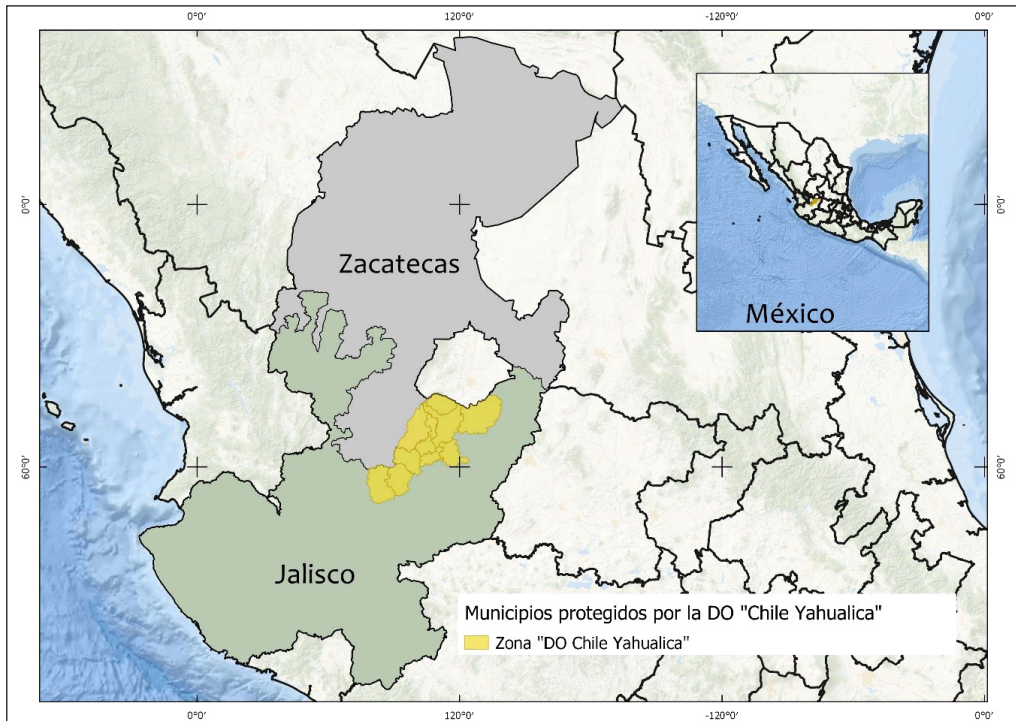 0°0'
120°0'
-120°0'
0°0'
0°0'
0°0'
Zacatecas
México
60°0'
60°0'
Jalisco
Municipios protegidos por la DO "Chile Yahualica"
Zona "DO Chile Yahualica"
0°0'
120°0'
-120°0'
0°0'